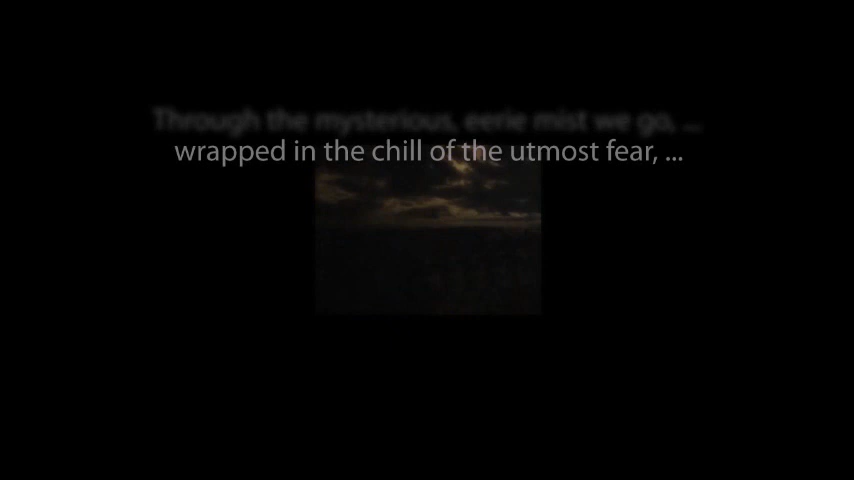 Through the mysterious, eerie mist we go, ...
wrapped in the chill of the utmost fear, ...